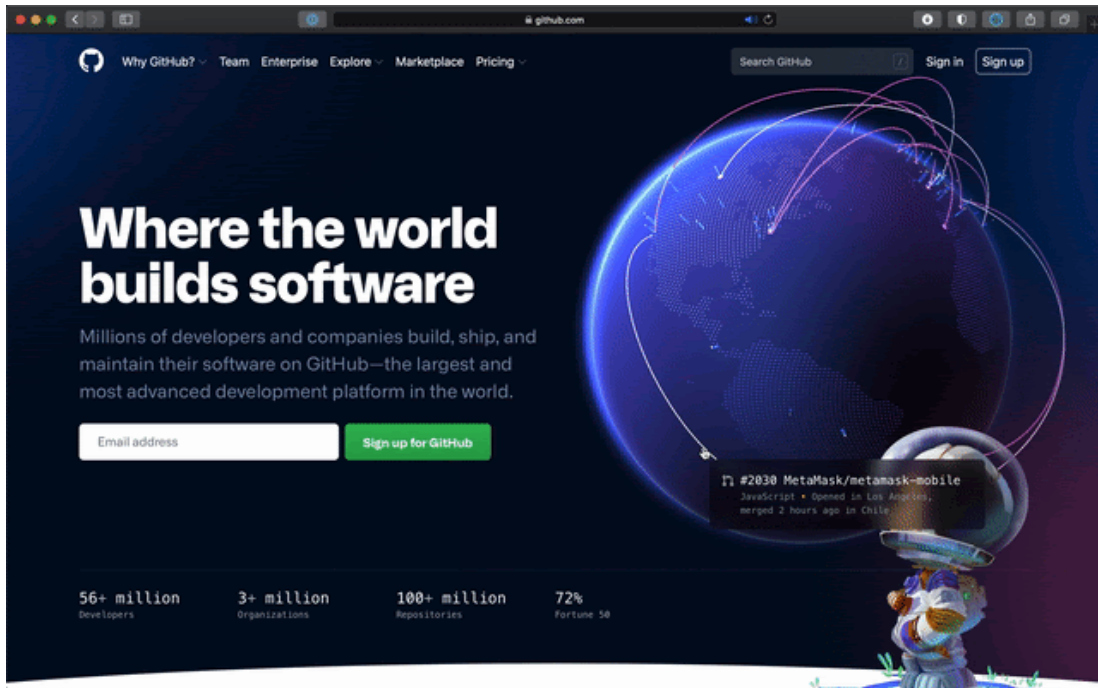 github.com
Why GitHub? Team Enterprise Explore Marketplace Pricing
Search GitHub /
Sign in Sign up
Where the world
builds software
Millions of developers and companies build, ship, and
maintain their software on GitHub—the largest and
most advanced development platform in the world.
Email address
Sign up for GitHub
#2030 MetaMask/metamask-mobile
JavaScript • Opened in Los Angeles,
merged 2 hours ago in Chile
56+ million
Developers
3+ million
Organizations
100+ million
Repositories
72%
Fortune 50